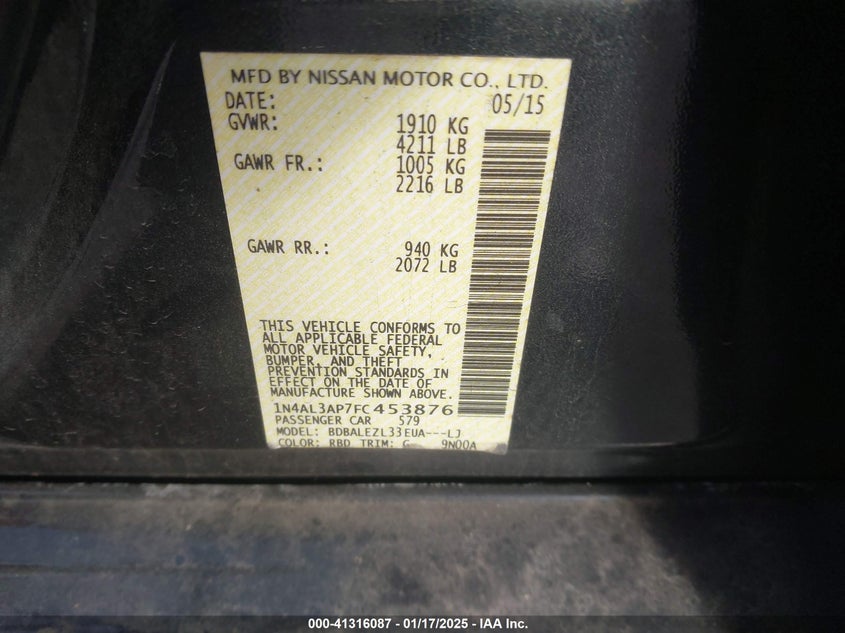 MFD BY NISSAN MOTOR CO., LTD.
DATE: 05/15
GVWR: 1910 KG
4211 LB
GAWR FR.: 1005 KG
2216 LB
GAWR RR.: 940 KG
2072 LB
THIS VEHICLE CONFORMS TO
ALL APPLICABLE FEDERAL
MOTOR VEHICLE SAFETY,
BUMPER, AND THEFT
PREVENTION STANDARDS IN
EFFECT ON THE DATE OF
MANUFACTURE SHOWN ABOVE.
1N4AL3AP7FC453876
PASSENGER CAR 579
MODEL: BDBALEZL33EUA---LJ
COLOR: RBD TRIM: G 9N00A
000-41316087 - 01/17/2025 - IAA Inc.